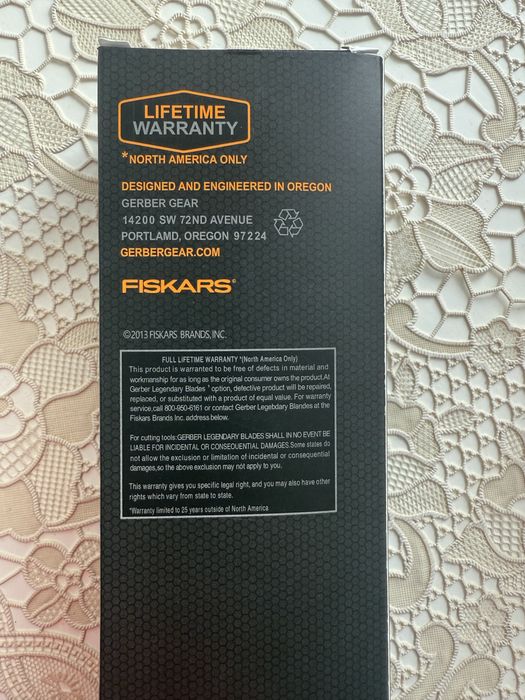 LIFETIME
WARRANTY
*NORTH AMERICA ONLY
DESIGNED AND ENGINEERED IN OREGON
GERBER GEAR
14200 SW 72ND AVENUE
PORTLAMD, OREGON 97224
GERBERGEAR.COM
FISKARS®
©2013 FISKARS BRANDS, INC.
FULL LIFETIME WARRANTY *(North America Only)
This product is warranted to be free of defects in material and
workmanship for as long as the original consumer owns the product.At
Gerber Legendary Blades ' option, defective product will be repaired,
replaced, or substituted with a product of equal value. For warranty
service,call 800-950-6161 or contact Gerber Legebdary Blandes at the
Fiskars Brands Inc. address below.
For cutting tools:GERBER LEGENDARY BLADES SHALL IN NO EVENT BE
LIABLE FOR INCIDENTAL OR CONSEQUENTIAL DAMAGES.Some states do
not allow the exclusion or limitation of incidental or consequential
damages,so the above exclusion may not apply to you.
This warranty gives you specific legal right, and you may also have other
rights which vary from state to state.
*Warranty limited to 25 years outside of North America